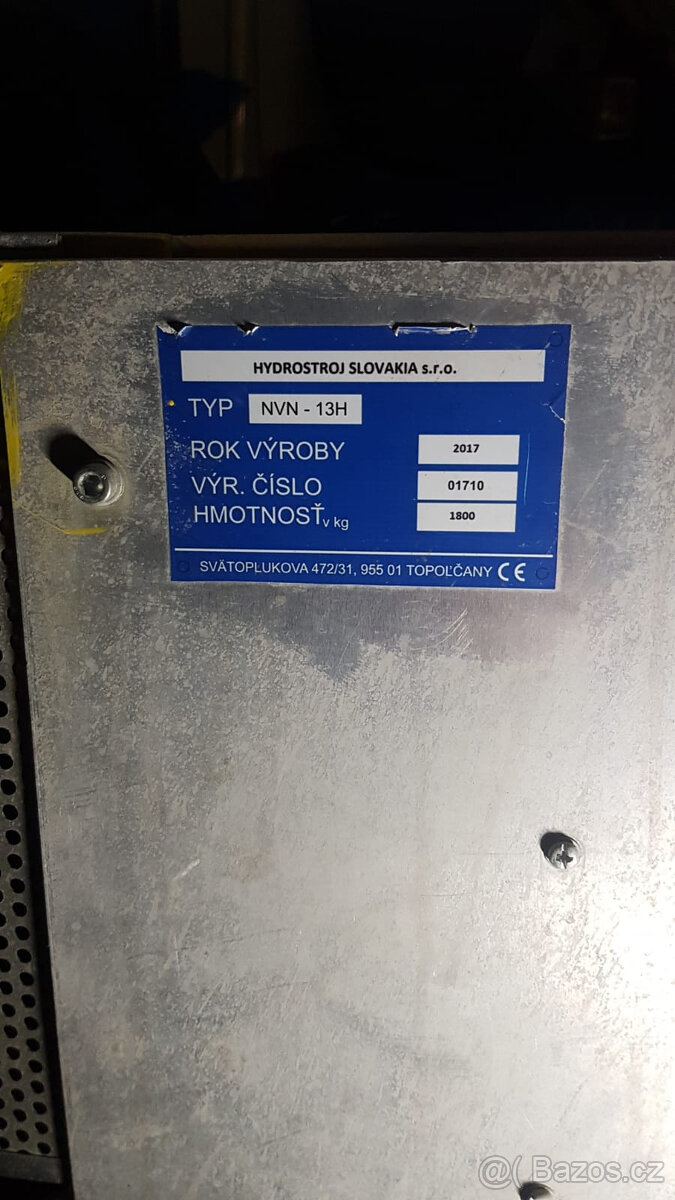 HYDROSTROJ SLOVAKIA s.r.o.
TYP NVN - 13H
ROK VÝROBY 2017
VÝR. ČÍSLO 01710
HMOTNOSŤ v kg 1800
SVÄTOPLUKOVA 472/31, 955 01 TOPOĽČANY CE
@( Bazos.cz